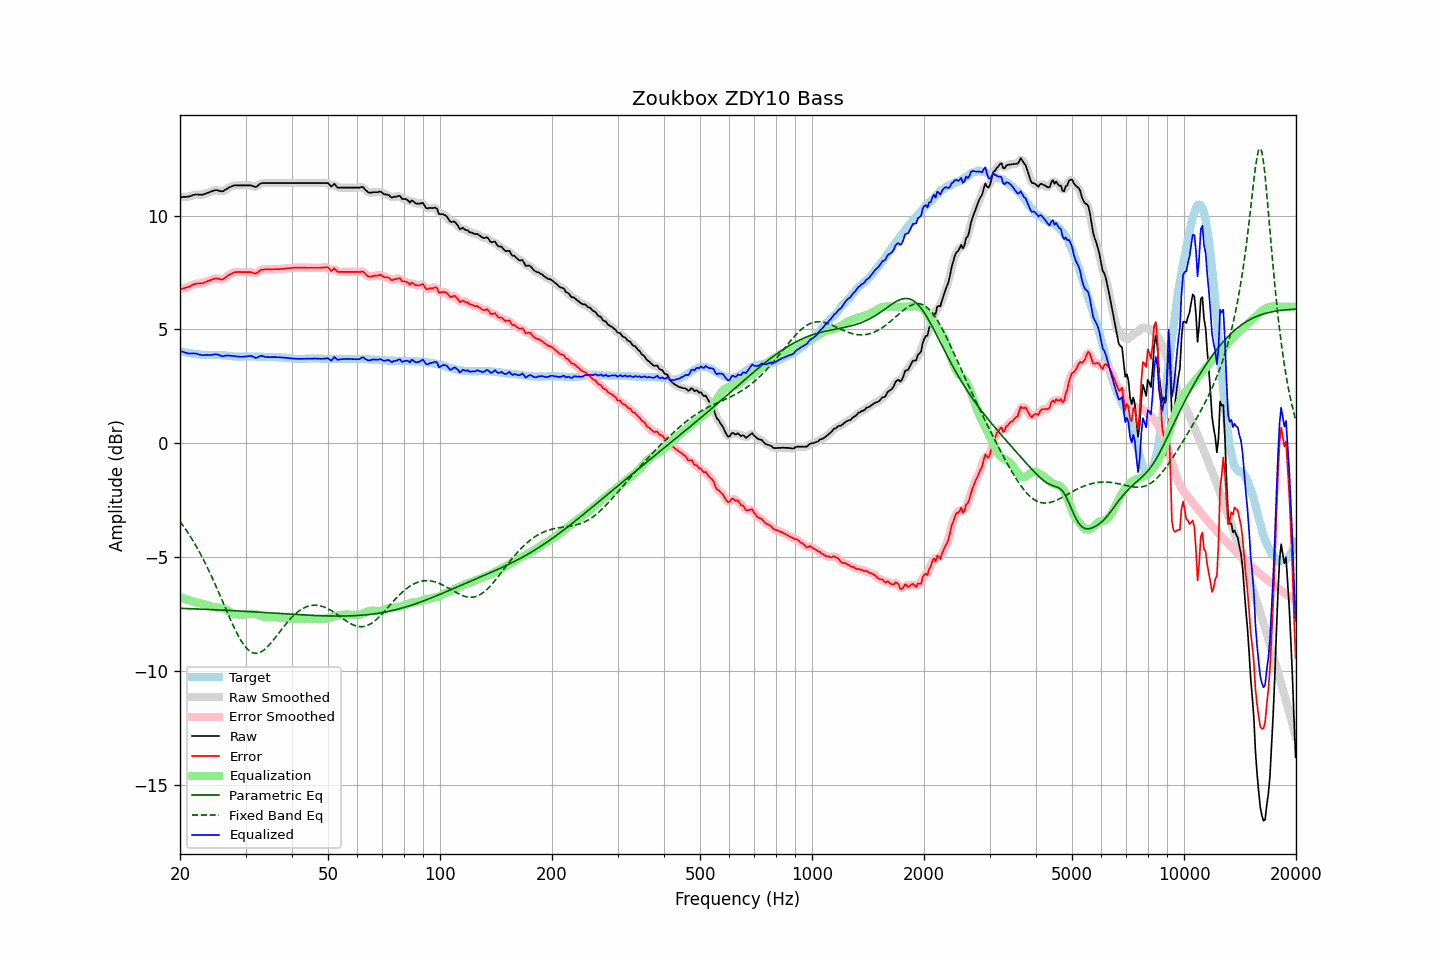 Zoukbox ZDY10 Bass
Amplitude (dBr)
10
5
0
−5
−10
−15
Target
Raw Smoothed
Error Smoothed
Raw
Error
Equalization
Parametric Eq
Fixed Band Eq
Equalized
20 50 100 200 500 1000 2000 5000 10000 20000
Frequency (Hz)